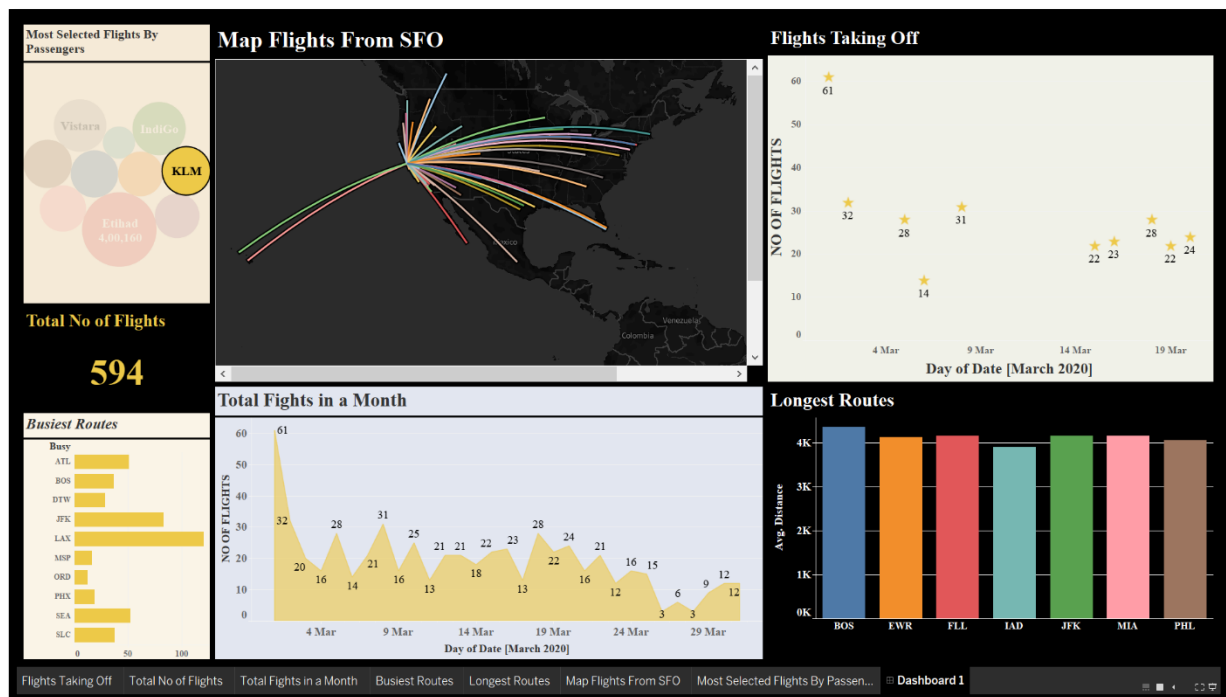 Most Selected Flights By
Passengers
Vistara
IndiGo
KLM
Etihad
4,00,160
Total No of Flights
594
Busiest Routes
Busy
ATL
BOS
DTW
JFK
LAX
MSP
ORD
PHX
SEA
SLC
0 50 100
Map Flights From SFO
Mexico
Venezuela
Colombia
Total Fights in a Month
NO OF FLIGHTS
60
50
40
30
20
10
0
61
32
20
16
28
14
21
31
16
25
13
21
21
18
22
23
13
28
22
24
16
21
12
16
15
3
6
3
9
12
12
4 Mar 9 Mar 14 Mar 19 Mar 24 Mar 29 Mar
Day of Date [March 2020]
Flights Taking Off
NO OF FLIGHTS
60
50
40
30
20
10
0
61
32
28
14
31
22
23
28
22
24
4 Mar 9 Mar 14 Mar 19 Mar
Day of Date [March 2020]
Longest Routes
Avg. Distance
4K
3K
2K
1K
0K
BOS EWR FLL IAD JFK MIA PHL
Flights Taking Off Total No of Flights Total Fights in a Month Busiest Routes Longest Routes Map Flights From SFO Most Selected Flights By Passen... Dashboard 1